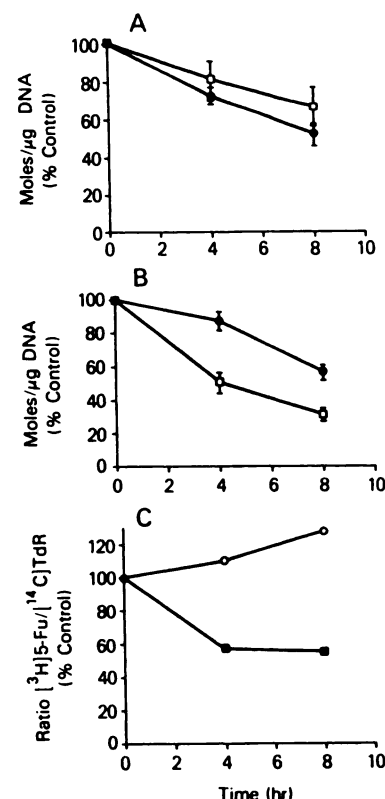 A
Moles/µg DNA
(% Control)
100
80
60
40
20
0
0 2 4 6 8 10
B
Moles/µg DNA
(% Control)
100
80
60
40
20
0
0 2 4 6 8 10
C
Ratio [³H]5-Fu/[¹⁴C]TdR
(% Control)
120
100
80
60
40
20
0
0 2 4 6 8 10
Time (hr)